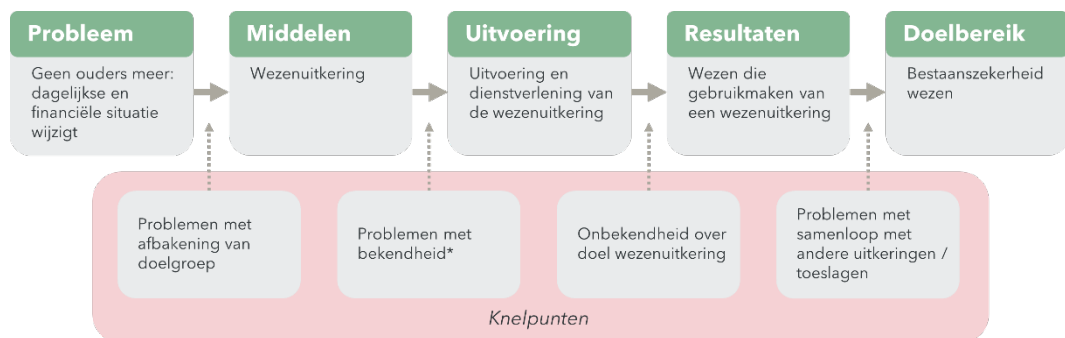 Probleem
Geen ouders meer:
dagelijkse en
financiële situatie
wijzigt
Middelen
Wezenuitkering
Uitvoering
Uitvoering en
dienstverlening van
de wezenuitkering
Resultaten
Wezen die
gebruikmaken van
een wezenuitkering
Doelbereik
Bestaanszekerheid
wezen
Problemen met
afbakening van
doelgroep
Problemen met
bekendheid*
Onbekendheid over
doel wezenuitkering
Problemen met
samenloop met
andere uitkeringen /
toeslagen
Knelpunten